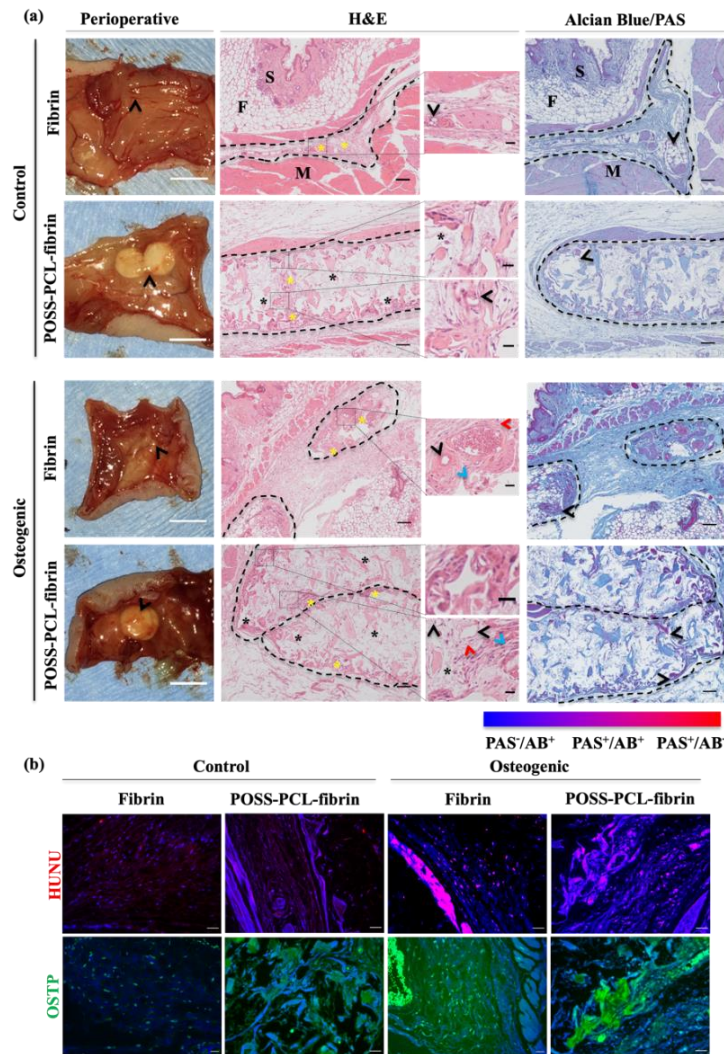 (a)
Perioperative H&E Alcian Blue/PAS
Control
Fibrin
S
F
M
S
F
M
* *
POSS-PCL-fibrin
* * * * * *
Osteogenic
Fibrin
* *
POSS-PCL-fibrin
* * * * * * *
PAS⁻/AB⁺ PAS⁺/AB⁺ PAS⁺/AB⁻
(b)
Control Osteogenic
Fibrin POSS-PCL-fibrin Fibrin POSS-PCL-fibrin
HUNU
OSTP